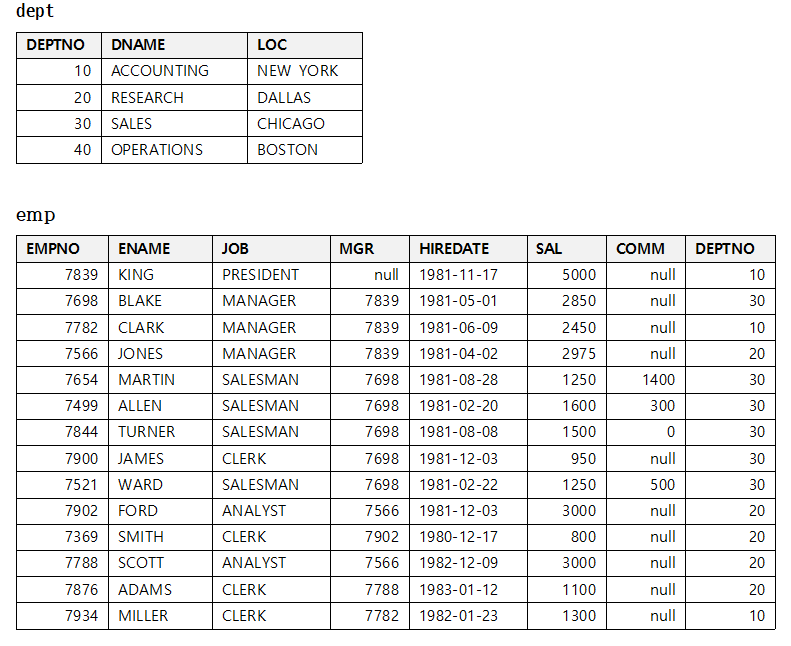 dept
DEPTNO DNAME LOC
10 ACCOUNTING NEW YORK
20 RESEARCH DALLAS
30 SALES CHICAGO
40 OPERATIONS BOSTON
emp
EMPNO ENAME JOB MGR HIREDATE SAL COMM DEPTNO
7839 KING PRESIDENT null 1981-11-17 5000 null 10
7698 BLAKE MANAGER 7839 1981-05-01 2850 null 30
7782 CLARK MANAGER 7839 1981-06-09 2450 null 10
7566 JONES MANAGER 7839 1981-04-02 2975 null 20
7654 MARTIN SALESMAN 7698 1981-08-28 1250 1400 30
7499 ALLEN SALESMAN 7698 1981-02-20 1600 300 30
7844 TURNER SALESMAN 7698 1981-08-08 1500 0 30
7900 JAMES CLERK 7698 1981-12-03 950 null 30
7521 WARD SALESMAN 7698 1981-02-22 1250 500 30
7902 FORD ANALYST 7566 1981-12-03 3000 null 20
7369 SMITH CLERK 7902 1980-12-17 800 null 20
7788 SCOTT ANALYST 7566 1982-12-09 3000 null 20
7876 ADAMS CLERK 7788 1983-01-12 1100 null 20
7934 MILLER CLERK 7782 1982-01-23 1300 null 10